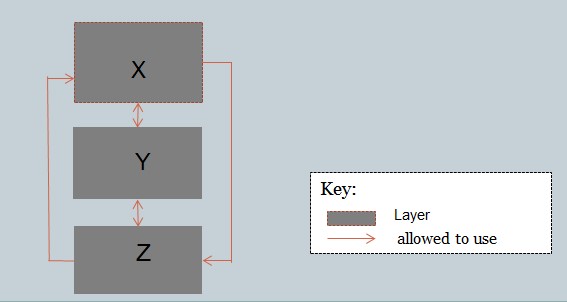 X
Y
Z
Key:
Layer
allowed to use